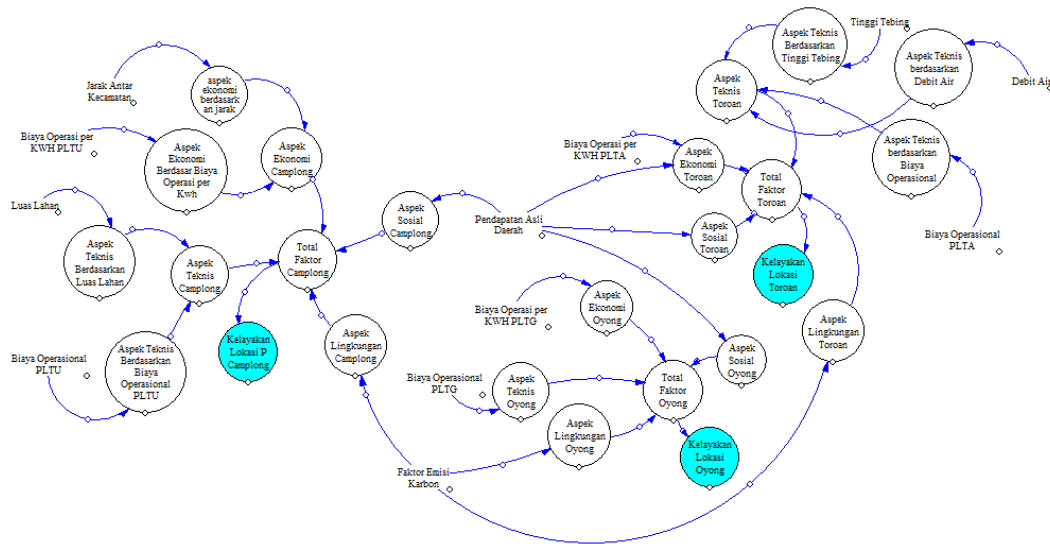 Jarak Antar
Kecamatan
aspek
ekonomi
berdasark
an jarak
Biaya Operasi per
KWH PLTU
Aspek
Ekonomi
Berdasar Biaya
Operasi per
Kwh
Aspek
Ekonomi
Camplong
Luas Lahan
Aspek
Teknis
Berdasarkan
Luas Lahan
Aspek
Teknis
Camplong
Biaya Operasional
PLTU
Aspek Teknis
Berdasarkan
Biaya
Operasional
PLTU
Total
Faktor
Camplong
Kelayakan
Lokasi P
Camplong
Aspek
Sosial
Camplong
Aspek
Lingkungan
Camplong
Pendapatan Asli
Daerah
Faktor Emisi
Karbon
Biaya Operasi per
KWH PLTG
Aspek
Ekonomi
Oyong
Biaya Operasional
PLTG
Aspek
Teknis
Oyong
Aspek
Lingkungan
Oyong
Total
Faktor
Oyong
Aspek
Sosial
Oyong
Kelayakan
Lokasi
Oyong
Biaya Operasi per
KWH PLTA
Aspek
Ekonomi
Toroan
Aspek
Sosial
Toroan
Total
Faktor
Toroan
Kelayakan
Lokasi
Toroan
Aspek
Lingkungan
Toroan
Aspek
Teknis
Toroan
Aspek Teknis
Berdasarkan
Tinggi Tebing
Tinggi Tebing
Aspek Teknis
berdasarkan
Debit Air
Debit Air
Aspek Teknis
berdasarkan
Biaya
Operasional
Biaya Operasional
PLTA